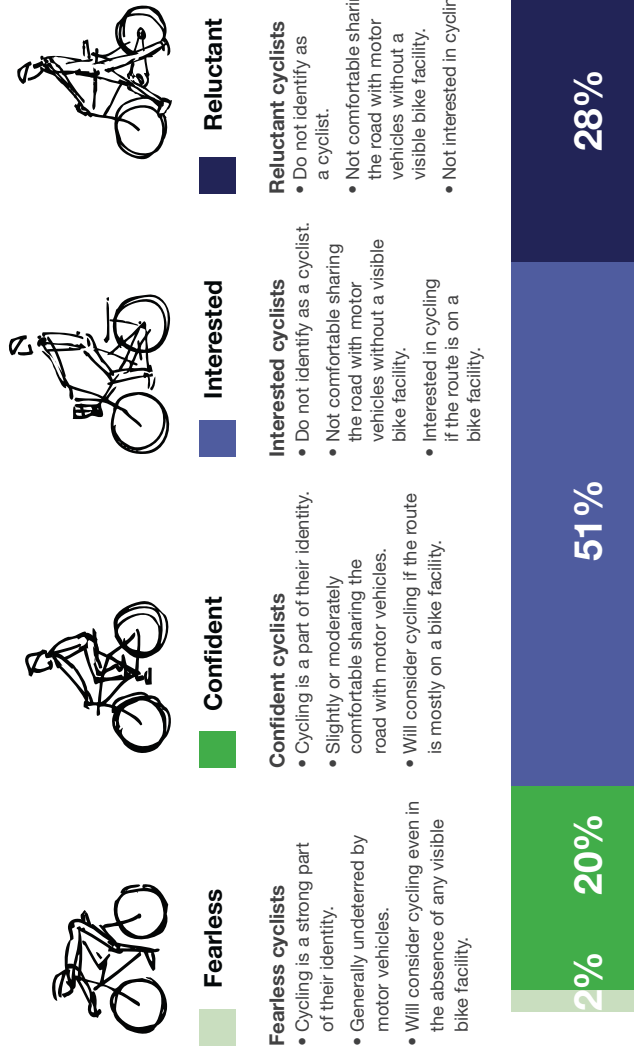 Fearless
Fearless cyclists
• Cycling is a strong part
of their identity.
• Generally undeterred by
motor vehicles.
• Will consider cycling even in
the absence of any visible
bike facility.
Confident
Confident cyclists
• Cycling is a part of their identity.
• Slightly or moderately
comfortable sharing the
road with motor vehicles.
• Will consider cycling if the route
is mostly on a bike facility.
Interested
Interested cyclists
• Do not identify as a cyclist.
• Not comfortable sharing
the road with motor
vehicles without a visible
bike facility.
• Interested in cycling
if the route is on a
bike facility.
Reluctant
Reluctant cyclists
• Do not identify as
a cyclist.
• Not comfortable shari
the road with motor
vehicles without a
visible bike facility.
• Not interested in cyclin
2%
20%
51%
28%